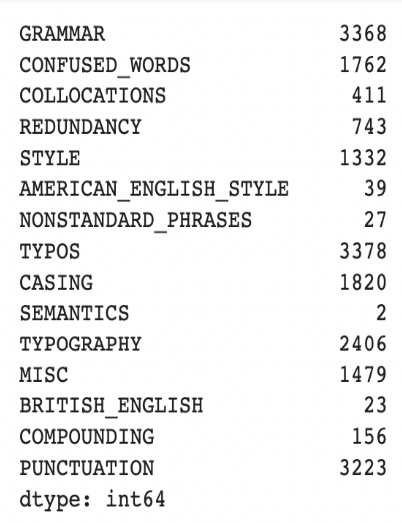 GRAMMAR 3368
CONFUSED_WORDS 1762
COLLOCATIONS 411
REDUNDANCY 743
STYLE 1332
AMERICAN_ENGLISH_STYLE 39
NONSTANDARD_PHRASES 27
TYPOS 3378
CASING 1820
SEMANTICS 2
TYPOGRAPHY 2406
MISC 1479
BRITISH_ENGLISH 23
COMPOUNDING 156
PUNCTUATION 3223
dtype: int64